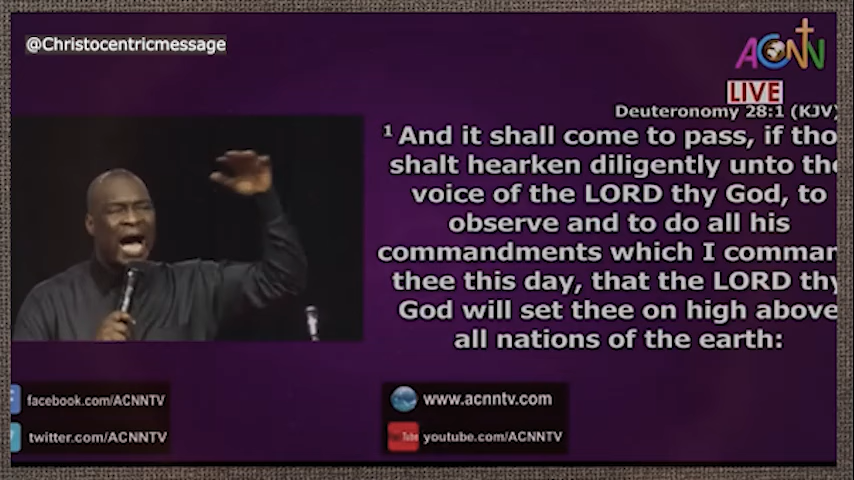 @Christocentricmessage
ACNN
LIVE
Deuteronomy 28:1 (KJV)
1 And it shall come to pass, if tho
shalt hearken diligently unto the
voice of the LORD thy God, to
observe and to do all his
commandments which I comman
thee this day, that the LORD thy
God will set thee on high above
all nations of the earth:
facebook.com/ACNNTV
www.acnntv.com
twitter.com/ACNNTV
YouTube
youtube.com/ACNNTV